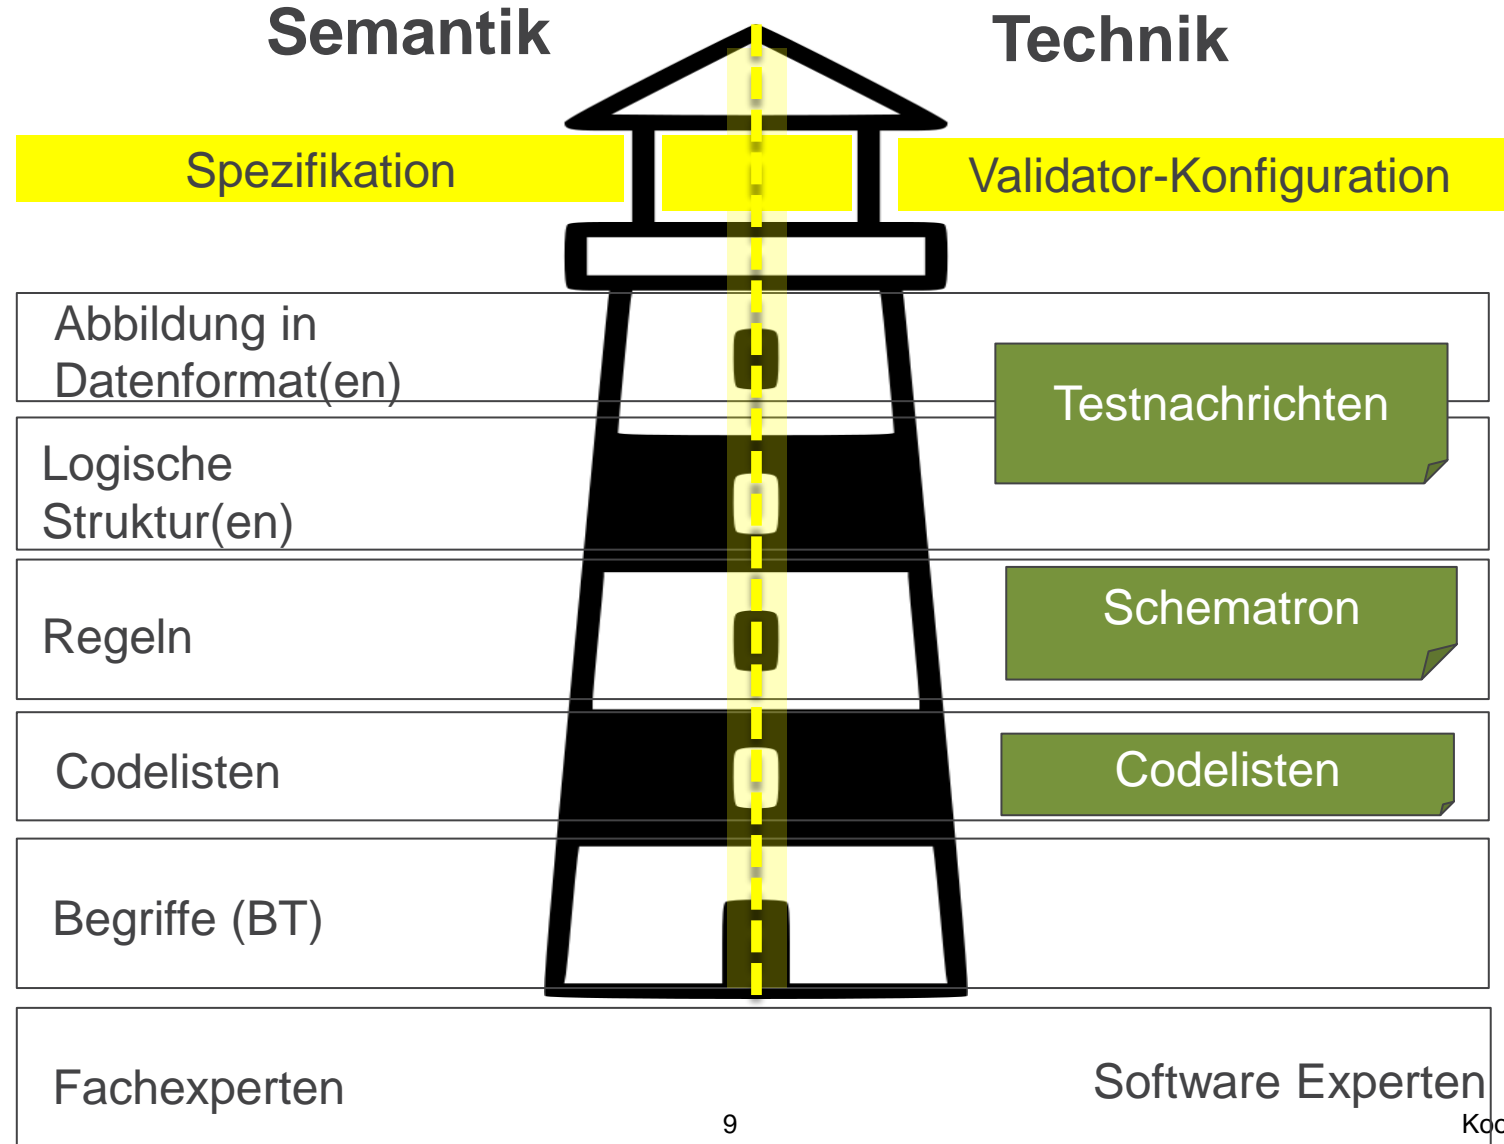 Semantik
Technik
Spezifikation
Validator-Konfiguration
Abbildung in
Datenformat(en)
Testnachrichten
Logische
Struktur(en)
Regeln
Schematron
Codelisten
Codelisten
Begriffe (BT)
Fachexperten
Software Experten
9